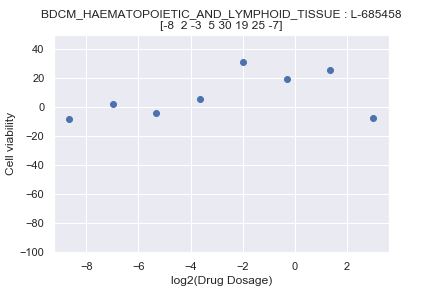 BDCM_HAEMATOPOIETIC_AND_LYMPHOID_TISSUE : L-685458
[-8  2 -3  5 30 19 25 -7]
40
20
0
−20
−40
−60
−80
−100
Cell viability
−8 −6 −4 −2 0 2
log2(Drug Dosage)